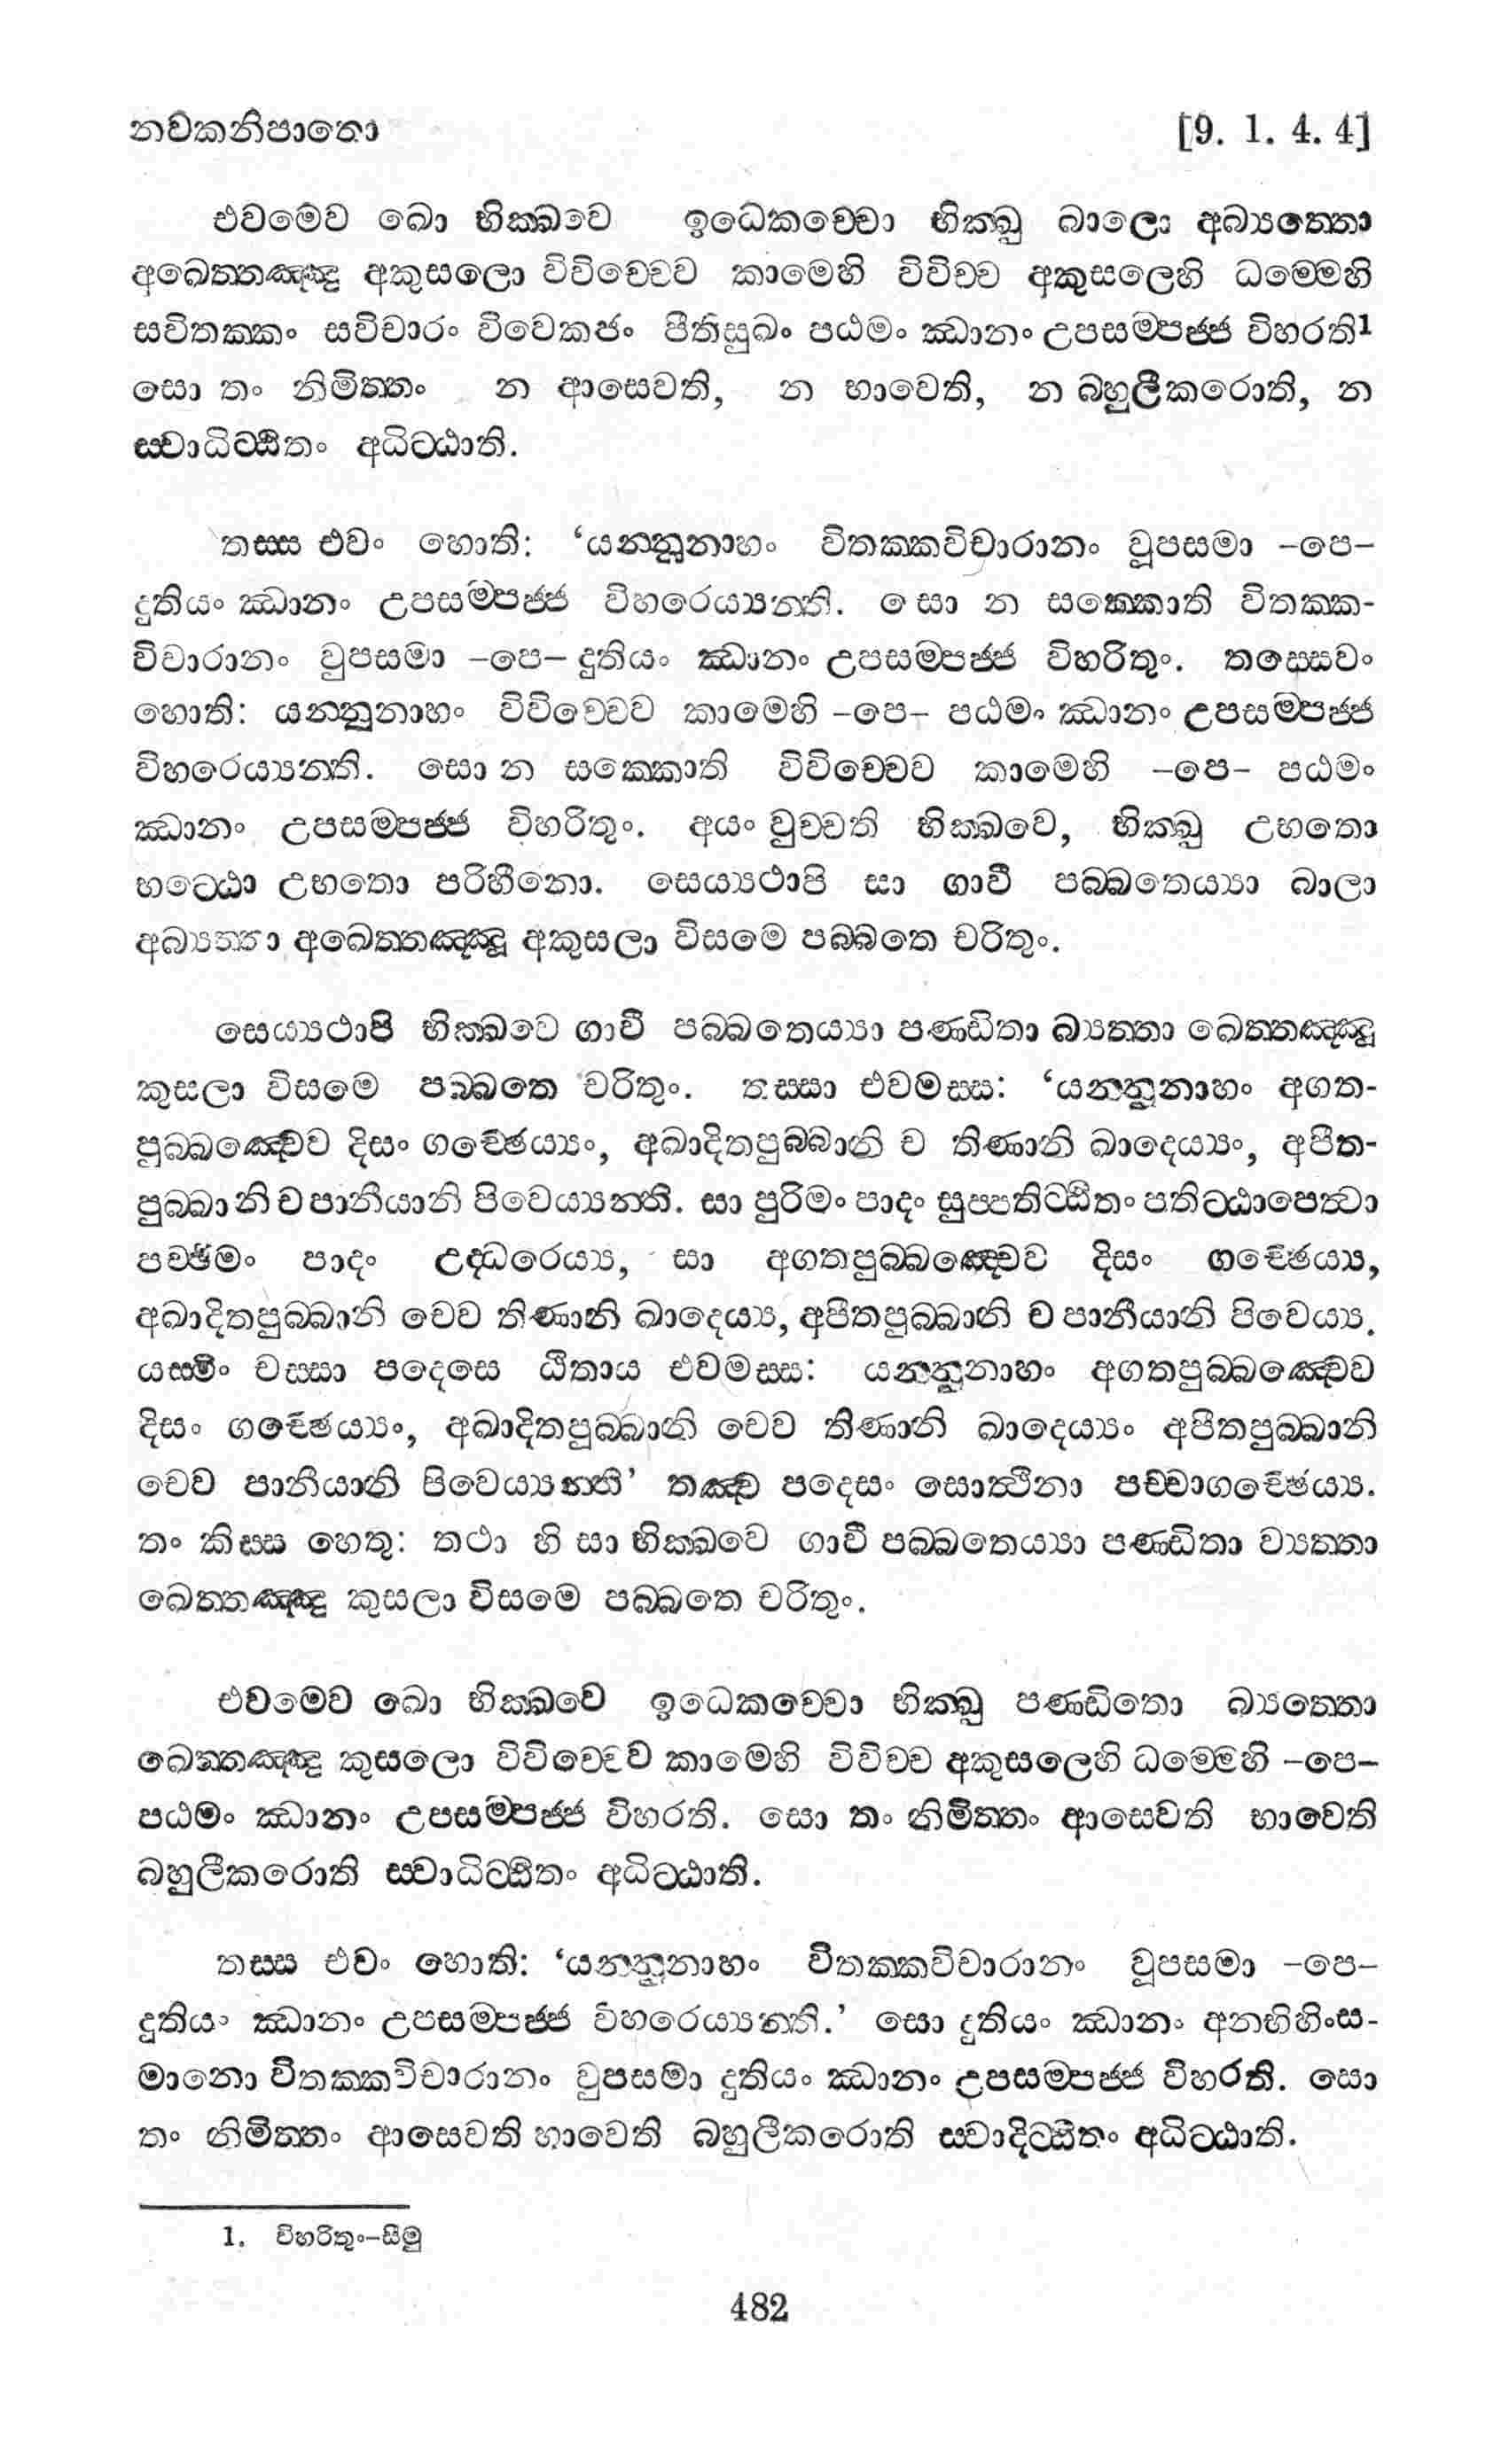 නවකනිපාතො [9. 1. 4. 4]
එවමේව ඛො භික්ඛවෙ ඉධෙකච්චො භික්ඛු බාලො අබ්‍යත්තො
අඛෙත්තඤ්ඤු අකුසලො විවිච්චෙව කාමෙහි විවිච්ච අකුසලෙහි ධම්මෙහි
සවිතක්කං සවිචාරං විවෙකජං පීතිසුඛං පඨමං ඣානං උපසම්පජ්ජ විහරති1
සො තං නිමිත්තං න ආසෙවති, න භාවෙති, න බහුලීකරොති, න
ස්වාධිට්ඨිතං අධිට්ඨාති.
තස්ස එවං හොති: ‘යන්නූනාහං විතක්කවිචාරානං වූපසමා –පෙ–
දුතියං ඣානං උපසම්පජ්ජ විහරෙය්‍යන්ති. සො න සක්කොති විතක්ක-
විචාරානං වුපසමා –පෙ– දුතියං ඣානං උපසම්පජ්ජ විහරිතුං. තස්සෙවං
හොති: යන්නූනාහං විවිච්චෙව කාමෙහි –පෙ– පඨමං ඣානං උපසම්පජ්ජ
විහරෙය්‍යන්ති. සො න සක්කොති විවිච්චෙව කාමෙහි –පෙ– පඨමං
ඣානං උපසම්පජ්ජ විහරිතුං. අයං වුච්චති භික්ඛවෙ, භික්ඛු උභතො
භට්ඨො උභතො පරිහීනො. සෙය්‍යථාපි සා ගාවී පබ්බතෙය්‍යා බාලා
අබ්‍යත්තා අඛෙත්තඤ්ඤූ අකුසලා විසමෙ පබ්බතෙ චරිතුං.
සෙය්‍යථාපි භික්ඛවෙ ගාවී පබ්බතෙය්‍යා පණ්ඩිතා බ්‍යත්තා ඛෙත්තඤ්ඤූ
කුසලා විසමෙ පබ්බතෙ චරිතුං. තස්සා එවමස්ස: ‘යන්නූනාහං අගත-
පුබ්බඤ්චෙව දිසං ගච්ඡෙය්‍යං, අඛාදිතපුබ්බානි ච තිණානි ඛාදෙය්‍යං, අපීත-
පුබ්බානි ච පානීයානි පිවෙය්‍යන්ති. සා පුරිමං පාදං සුප්පතිට්ඨිතං පතිට්ඨාපෙත්වා
පච්ඡිමං පාදං උද්ධරෙය්‍ය, සා අගතපුබ්බඤ්චෙව දිසං ගච්ඡෙය්‍ය,
අඛාදිතපුබ්බානි චෙව තිණානි ඛාදෙය්‍ය, අපීතපුබ්බානි ච පානීයානි පිවෙය්‍ය.
යස්මිං චස්සා පදෙසෙ ඨිතාය එවමස්ස: යන්නූනාහං අගතපුබ්බඤ්චෙව
දිසං ගච්ඡෙය්‍යං, අඛාදිතපුබ්බානි චෙව තිණානි ඛාදෙය්‍යං අපීතපුබ්බානි
චෙව පානීයානි පිවෙය්‍යන්ති’ තඤ්ච පදෙසං සොත්ථිනා පච්චාගච්ඡෙය්‍ය.
තං කිස්ස හෙතු: තථා හි සා භික්ඛවෙ ගාවී පබ්බතෙය්‍යා පණ්ඩිතා ව්‍යත්තා
ඛෙත්තඤ්ඤු කුසලා විසමෙ පබ්බතෙ චරිතුං.
එවමෙව ඛො භික්ඛවෙ ඉධෙකච්චො භික්ඛු පණ්ඩිතො බ්‍යත්තො
ඛෙත්තඤ්ඤු කුසලො විවිච්චෙව කාමෙහි විවිච්ච අකුසලෙහි ධම්මෙහි –පෙ–
පඨමං ඣානං උපසම්පජ්ජ විහරති. සො තං නිමිත්තං ආසෙවති භාවෙති
බහුලීකරොති ස්වාධිට්ඨිතං අධිට්ඨාති.
තස්ස එවං හොති: ‘යන්නූනාහං විතක්කවිචාරානං වූපසමා –පෙ–
දුතියං ඣානං උපසම්පජ්ජ විහරෙය්‍යන්ති.’ සො දුතියං ඣානං අනභිහිංස-
මානො විතක්කවිචාරානං වුපසමා දුතියං ඣානං උපසම්පජ්ජ විහරති. සො
තං නිමිත්තං ආසෙවති භාවෙති බහුලීකරොති ස්වාදිට්ඨීතං අධිට්ඨාති.
1. විහරිතුං–සීමු
482